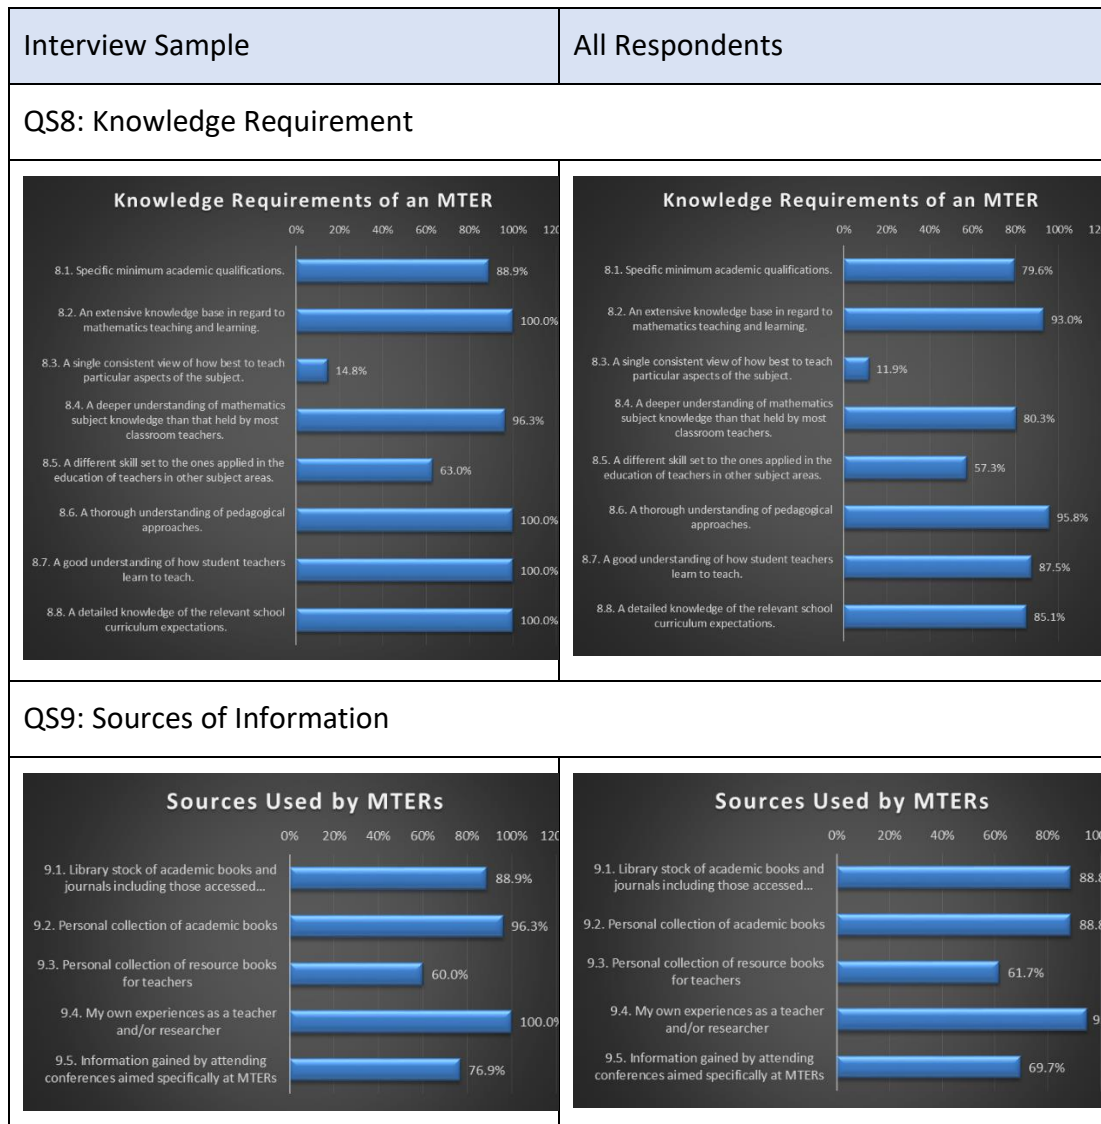 Interview Sample
All Respondents
QS8: Knowledge Requirement
Knowledge Requirements of an MTER
0% 20% 40% 60% 80% 100% 120
8.1. Specific minimum academic qualifications.
88.9%
8.2. An extensive knowledge base in regard to
mathematics teaching and learning.
100.0%
8.3. A single consistent view of how best to teach
particular aspects of the subject.
14.8%
8.4. A deeper understanding of mathematics
subject knowledge than that held by most
classroom teachers.
96.3%
8.5. A different skill set to the ones applied in the
education of teachers in other subject areas.
63.0%
8.6. A thorough understanding of pedagogical
approaches.
100.0%
8.7. A good understanding of how student teachers
learn to teach.
100.0%
8.8. A detailed knowledge of the relevant school
curriculum expectations.
100.0%
Knowledge Requirements of an MTER
0% 20% 40% 60% 80% 100% 12
8.1. Specific minimum academic qualifications.
79.6%
8.2. An extensive knowledge base in regard to
mathematics teaching and learning.
93.0%
8.3. A single consistent view of how best to teach
particular aspects of the subject.
11.9%
8.4. A deeper understanding of mathematics
subject knowledge than that held by most
classroom teachers.
80.3%
8.5. A different skill set to the ones applied in the
education of teachers in other subject areas.
57.3%
8.6. A thorough understanding of pedagogical
approaches.
95.8%
8.7. A good understanding of how student teachers
learn to teach.
87.5%
8.8. A detailed knowledge of the relevant school
curriculum expectations.
85.1%
QS9: Sources of Information
Sources Used by MTERs
0% 20% 40% 60% 80% 100% 120
9.1. Library stock of academic books and
journals including those accessed...
88.9%
9.2. Personal collection of academic books
96.3%
9.3. Personal collection of resource books
for teachers
60.0%
9.4. My own experiences as a teacher
and/or researcher
100.0%
9.5. Information gained by attending
conferences aimed specifically at MTERs
76.9%
Sources Used by MTERs
0% 20% 40% 60% 80% 10
9.1. Library stock of academic books and
journals including those accessed...
88.8
9.2. Personal collection of academic books
88.8
9.3. Personal collection of resource books
for teachers
61.7%
9.4. My own experiences as a teacher
and/or researcher
9
9.5. Information gained by attending
conferences aimed specifically at MTERs
69.7%